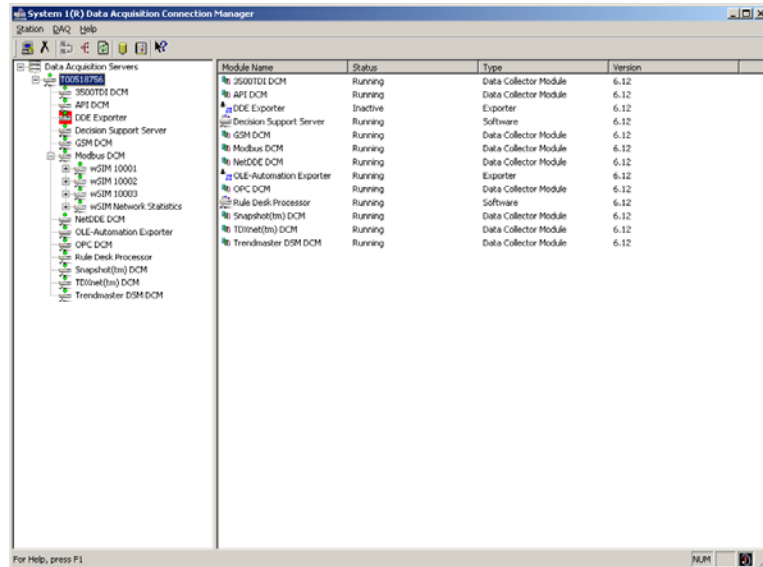 System 1(R) Data Acquisition Connection Manager
Station DAQ Help
Data Acquisition Servers
T00518756
3500TDI DCM
API DCM
DDE Exporter
Decision Support Server
GSM DCM
Modbus DCM
wSIM 10001
wSIM 10002
wSIM 10003
wSIM Network Statistics
NetDDE DCM
OLE-Automation Exporter
OPC DCM
Rule Desk Processor
Snapshot(tm) DCM
TDXnet(tm) DCM
Trendmaster DSM DCM
Module Name Status Type Version
3500TDI DCM Running Data Collector Module 6.12
API DCM Running Data Collector Module 6.12
DDE Exporter Inactive Exporter 6.12
Decision Support Server Running Software 6.12
GSM DCM Running Data Collector Module 6.12
Modbus DCM Running Data Collector Module 6.12
NetDDE DCM Running Data Collector Module 6.12
OLE-Automation Exporter Running Exporter 6.12
OPC DCM Running Data Collector Module 6.12
Rule Desk Processor Running Software 6.12
Snapshot(tm) DCM Running Data Collector Module 6.12
TDXnet(tm) DCM Running Data Collector Module 6.12
Trendmaster DSM DCM Running Data Collector Module 6.12
For Help, press F1
NUM